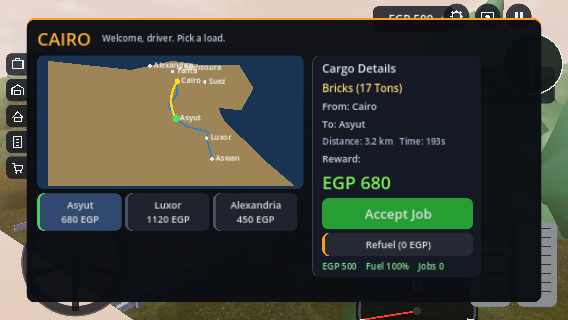 EGP 500
CAIRO
Welcome, driver. Pick a load.
Tanta
Cairo
Suez
Asyut
Luxor
Aswan
Asyut
680 EGP
Luxor
1120 EGP
Alexandria
450 EGP
Cargo Details
Bricks (17 Tons)
From: Cairo
To: Asyut
Distance: 3.2 km Time: 193s
Reward:
EGP 680
Accept Job
Refuel (0 EGP)
EGP 500 Fuel 100% Jobs 0